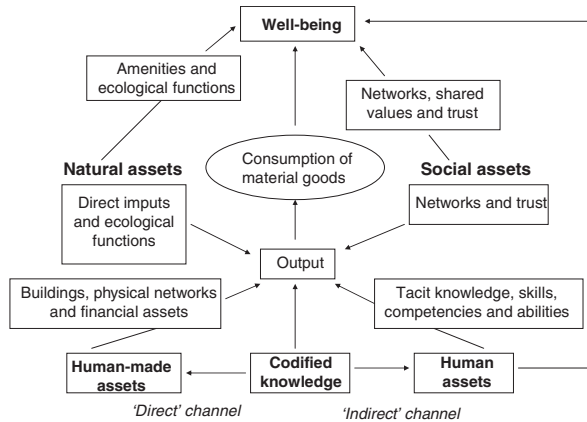 Well-being
Amenities and
ecological functions
Networks, shared
values and trust
Natural assets
Consumption of
material goods
Social assets
Direct imputs
and ecological
functions
Networks and trust
Output
Buildings, physical networks
and financial assets
Tacit knowledge, skills,
competencies and abilities
Human-made
assets
Codified
knowledge
Human
assets
'Direct' channel
'Indirect' channel